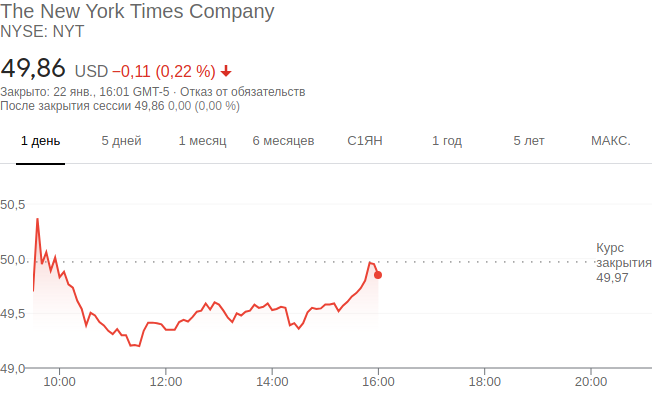 The New York Times Company
NYSE: NYT
49,86 USD −0,11 (0,22 %)
Закрыто: 22 янв., 16:01 GMT-5 · Отказ от обязательств
После закрытия сессии 49,86 0,00 (0,00 %)
1 день 5 дней 1 месяц 6 месяцев С1ЯН 1 год 5 лет МАКС.
50,5
Курс
50,0 закрытия
49,97
49,5
49,0
10:00 12:00 14:00 16:00 18:00 20:00